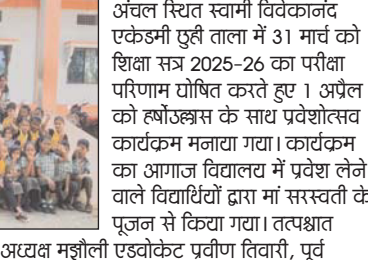 अंचल स्थित स्वामी विवेकानंद
एकेडमी छुही ताला में 31 मार्च को
शिक्षा सत्र 2025-26 का परीक्षा
परिणाम घोषित करते हुए 1 अप्रैल
को हर्षोउल्लास के साथ प्रवेशोत्सव
कार्यक्रम मनाया गया। कार्यक्रम
का आगाज विद्यालय में प्रवेश लेने
वाले विद्यार्थियों द्वारा मां सरस्वती के
पूजन से किया गया। तत्पश्चात
अध्यक्ष मझौली एडवोकेट प्रवीण तिवारी, पूर्व